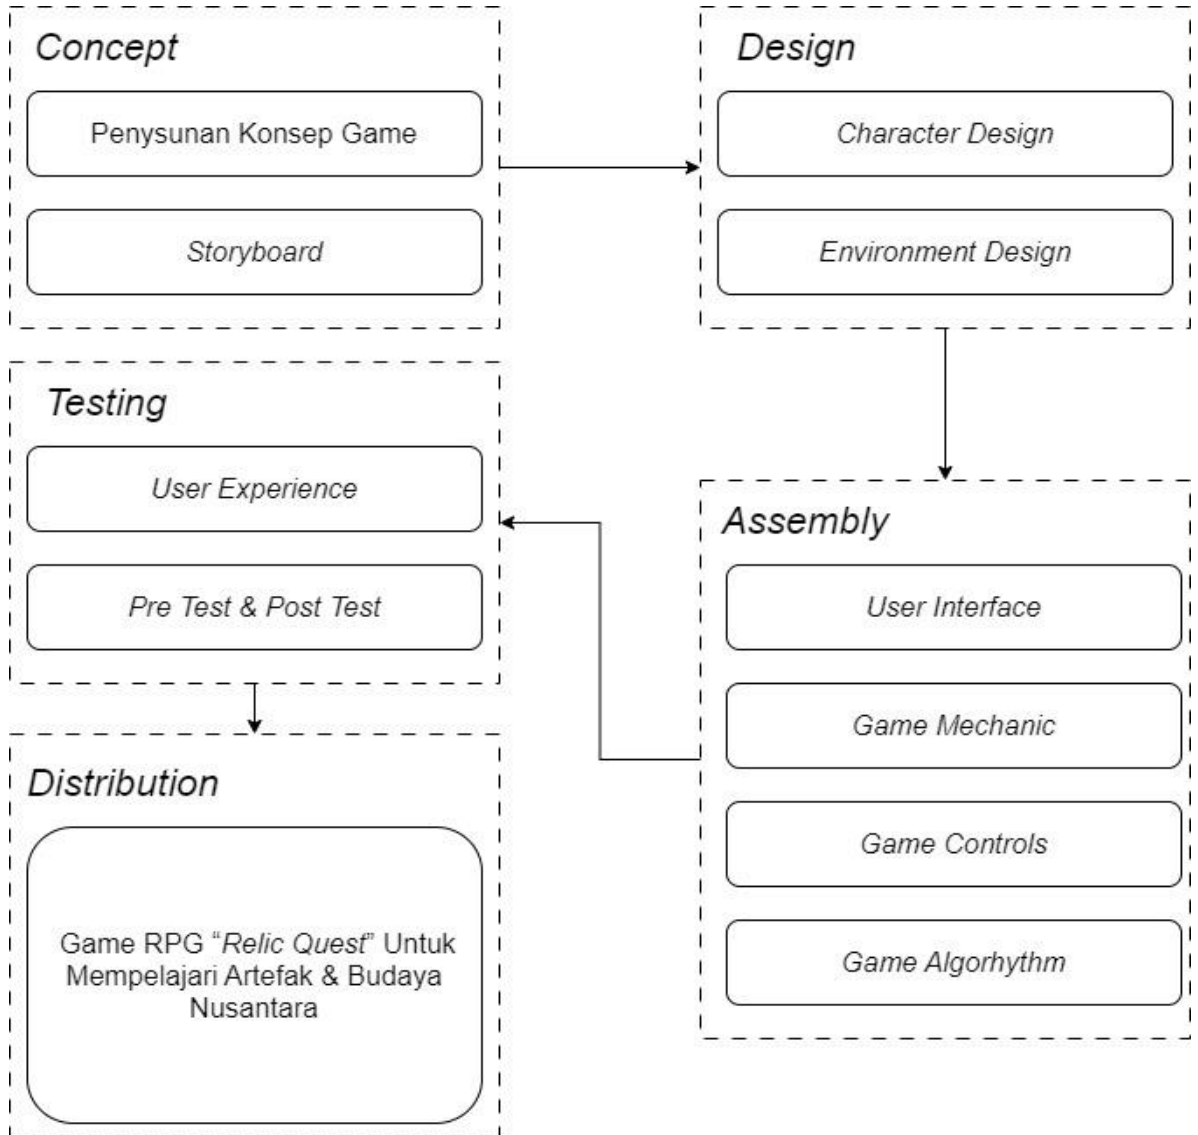 Concept
Penysunan Konsep Game
Storyboard
Design
Character Design
Environment Design
Assembly
User Interface
Game Mechanic
Game Controls
Game Algorhythm
Testing
User Experience
Pre Test & Post Test
Distribution
Game RPG “Relic Quest” Untuk
Mempelajari Artefak & Budaya
Nusantara